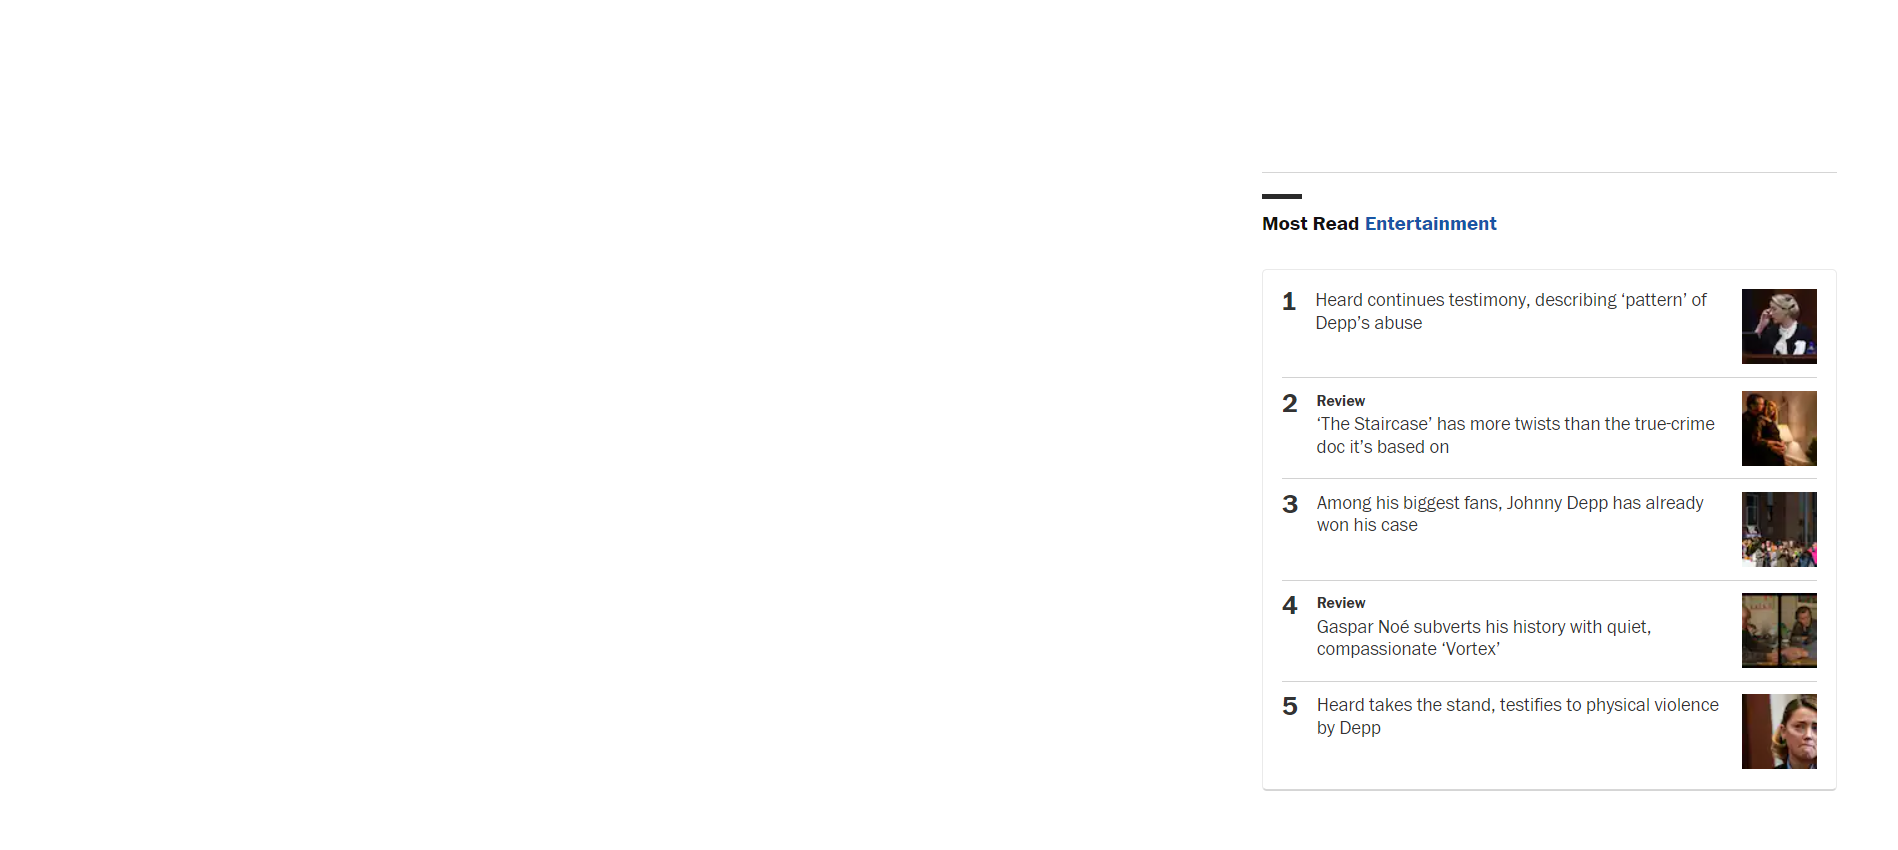 Most Read Entertainment
1 Heard continues testimony, describing ‘pattern’ of
Depp’s abuse
2 Review
‘The Staircase’ has more twists than the true-crime
doc it’s based on
3 Among his biggest fans, Johnny Depp has already
won his case
4 Review
Gaspar Noé subverts his history with quiet,
compassionate ‘Vortex’
5 Heard takes the stand, testifies to physical violence
by Depp